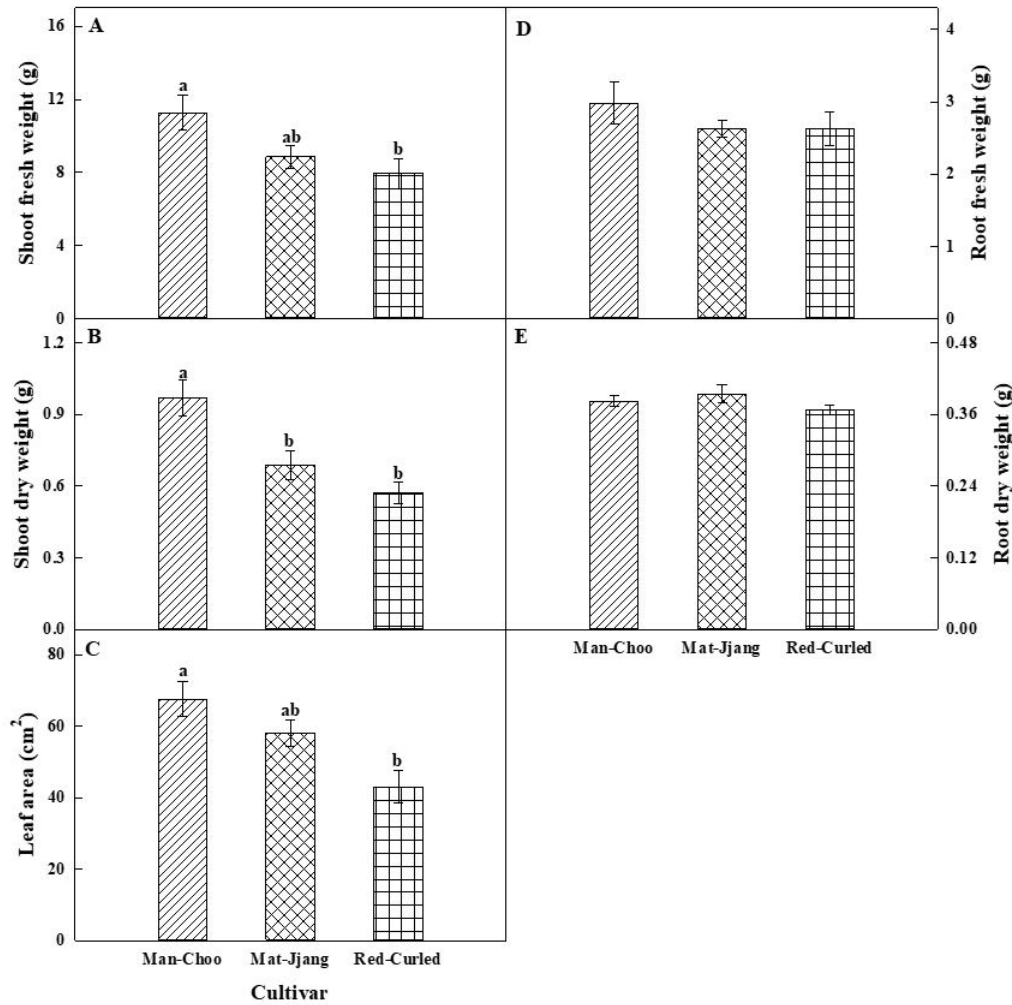 A
Shoot fresh weight (g)
16
12
8
4
0
a
ab
b
D
Root fresh weight (g)
4
3
2
1
0
B
Shoot dry weight (g)
1.2
0.9
0.6
0.3
0.0
a
b
b
E
Root dry weight (g)
0.48
0.36
0.24
0.12
0.00
Man-Choo Mat-Jjang Red-Curled
C
Leaf area (cm²)
80
60
40
20
0
a
ab
b
Man-Choo Mat-Jjang Red-Curled
Cultivar